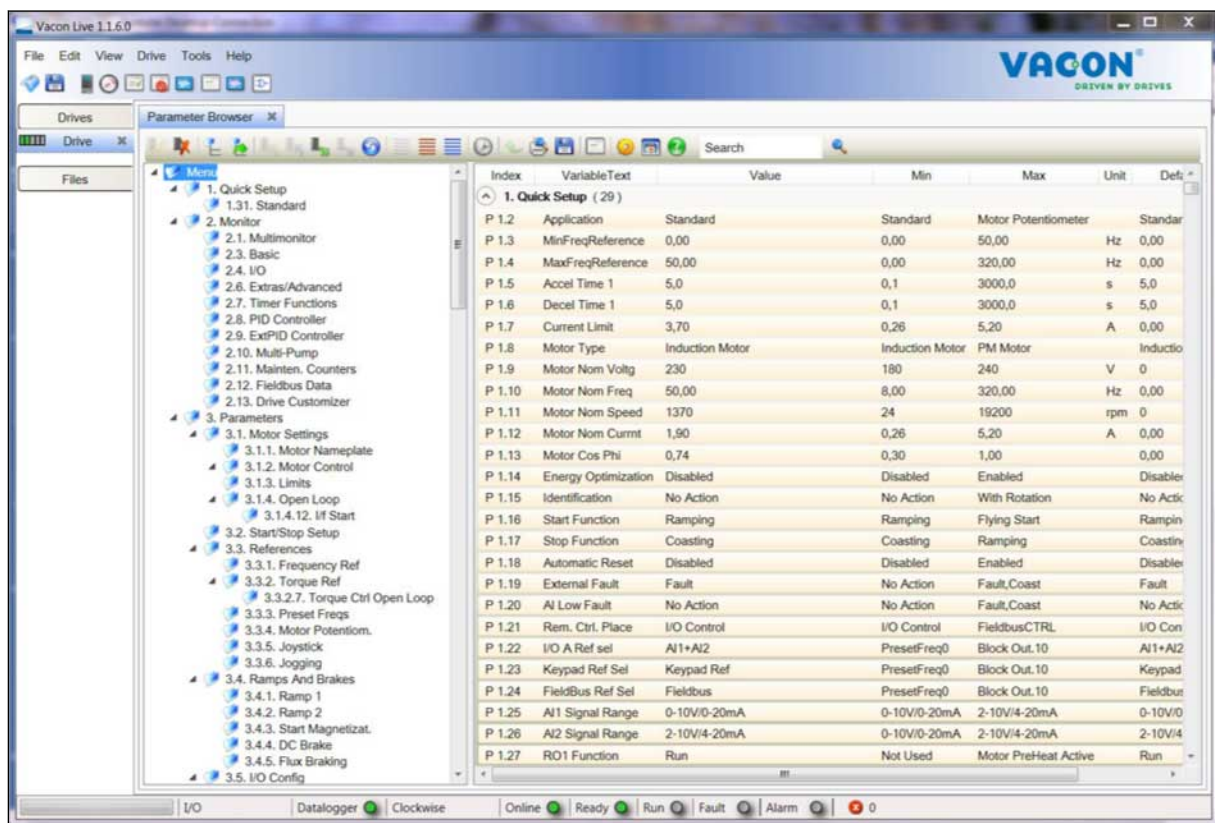 Vacon Live 1.1.6.0
File Edit View Drive Tools Help
VACON®
DRIVEN BY DRIVES
Drives
Drive
Files
Parameter Browser
Search
Menu
1. Quick Setup
1.31. Standard
2. Monitor
2.1. Multimonitor
2.3. Basic
2.4. I/O
2.6. Extras/Advanced
2.7. Timer Functions
2.8. PID Controller
2.9. ExtPID Controller
2.10. Multi-Pump
2.11. Mainten. Counters
2.12. Fieldbus Data
2.13. Drive Customizer
3. Parameters
3.1. Motor Settings
3.1.1. Motor Nameplate
3.1.2. Motor Control
3.1.3. Limits
3.1.4. Open Loop
3.1.4.12. I/f Start
3.2. Start/Stop Setup
3.3. References
3.3.1. Frequency Ref
3.3.2. Torque Ref
3.3.2.7. Torque Ctrl Open Loop
3.3.3. Preset Freqs
3.3.4. Motor Potentiom.
3.3.5. Joystick
3.3.6. Jogging
3.4. Ramps And Brakes
3.4.1. Ramp 1
3.4.2. Ramp 2
3.4.3. Start Magnetizat.
3.4.4. DC Brake
3.4.5. Flux Braking
3.5. I/O Config
Index VariableText Value Min Max Unit Defa
1. Quick Setup (29)
P 1.2 Application Standard Standard Motor Potentiometer Standar
P 1.3 MinFreqReference 0,00 0,00 50,00 Hz 0,00
P 1.4 MaxFreqReference 50,00 0,00 320,00 Hz 0,00
P 1.5 Accel Time 1 5,0 0,1 3000,0 s 5,0
P 1.6 Decel Time 1 5,0 0,1 3000,0 s 5,0
P 1.7 Current Limit 3,70 0,26 5,20 A 0,00
P 1.8 Motor Type Induction Motor Induction Motor PM Motor Inductio
P 1.9 Motor Nom Voltg 230 180 240 V 0
P 1.10 Motor Nom Freq 50,00 8,00 320,00 Hz 0,00
P 1.11 Motor Nom Speed 1370 24 19200 rpm 0
P 1.12 Motor Nom Currnt 1,90 0,26 5,20 A 0,00
P 1.13 Motor Cos Phi 0,74 0,30 1,00 0,00
P 1.14 Energy Optimization Disabled Disabled Enabled Disable
P 1.15 Identification No Action No Action With Rotation No Actic
P 1.16 Start Function Ramping Ramping Flying Start Rampin
P 1.17 Stop Function Coasting Coasting Ramping Coastin
P 1.18 Automatic Reset Disabled Disabled Enabled Disable
P 1.19 External Fault Fault No Action Fault,Coast Fault
P 1.20 AI Low Fault No Action No Action Fault,Coast No Actic
P 1.21 Rem. Ctrl. Place I/O Control I/O Control FieldbusCTRL I/O Con
P 1.22 I/O A Ref sel AI1+AI2 PresetFreq0 Block Out.10 AI1+AI2
P 1.23 Keypad Ref Sel Keypad Ref PresetFreq0 Block Out.10 Keypad
P 1.24 FieldBus Ref Sel Fieldbus PresetFreq0 Block Out.10 Fieldbus
P 1.25 AI1 Signal Range 0-10V/0-20mA 0-10V/0-20mA 2-10V/4-20mA 0-10V/0
P 1.26 AI2 Signal Range 2-10V/4-20mA 0-10V/0-20mA 2-10V/4-20mA 2-10V/4
P 1.27 RO1 Function Run Not Used Motor PreHeat Active Run
I/O Datalogger Clockwise Online Ready Run Fault Alarm 0